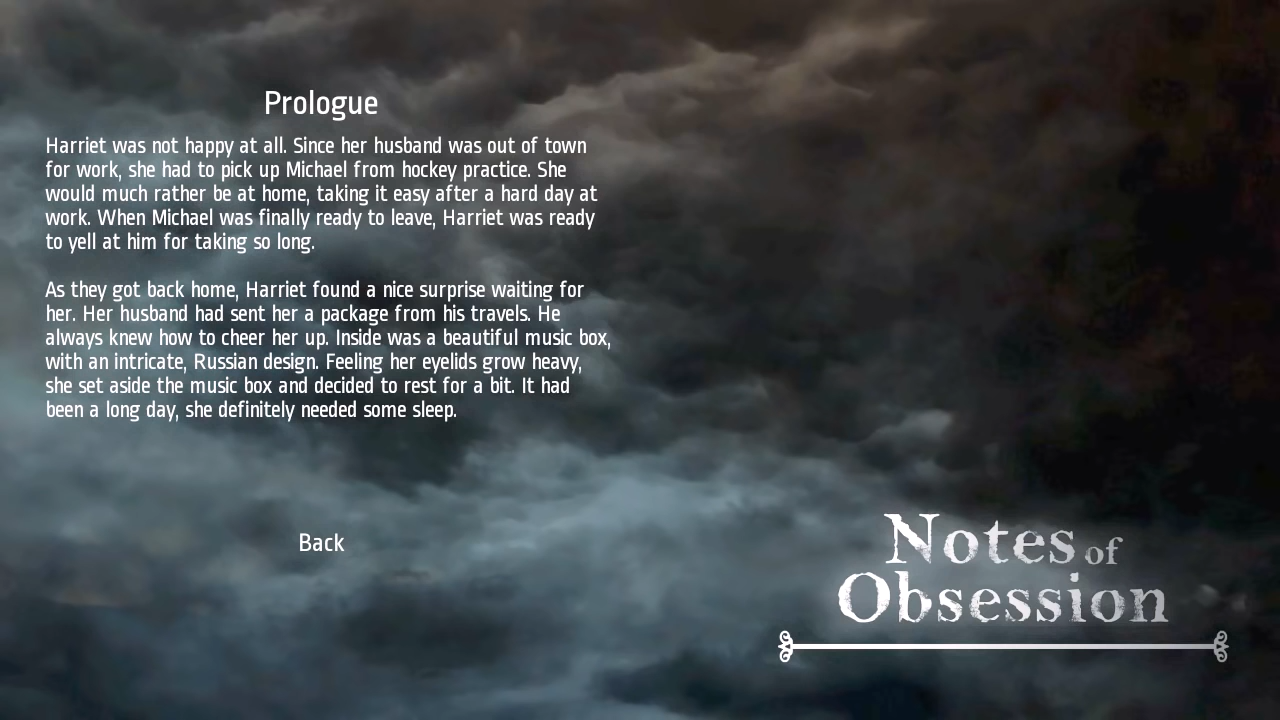 Prologue
Harriet was not happy at all. Since her husband was out of town
for work, she had to pick up Michael from hockey practice. She
would much rather be at home, taking it easy after a hard day at
work. When Michael was finally ready to leave, Harriet was ready
to yell at him for taking so long.
As they got back home, Harriet found a nice surprise waiting for
her. Her husband had sent her a package from his travels. He
always knew how to cheer her up. Inside was a beautiful music box,
with an intricate, Russian design. Feeling her eyelids grow heavy,
she set aside the music box and decided to rest for a bit. It had
been a long day, she definitely needed some sleep.
Back
Notes of
Obsession